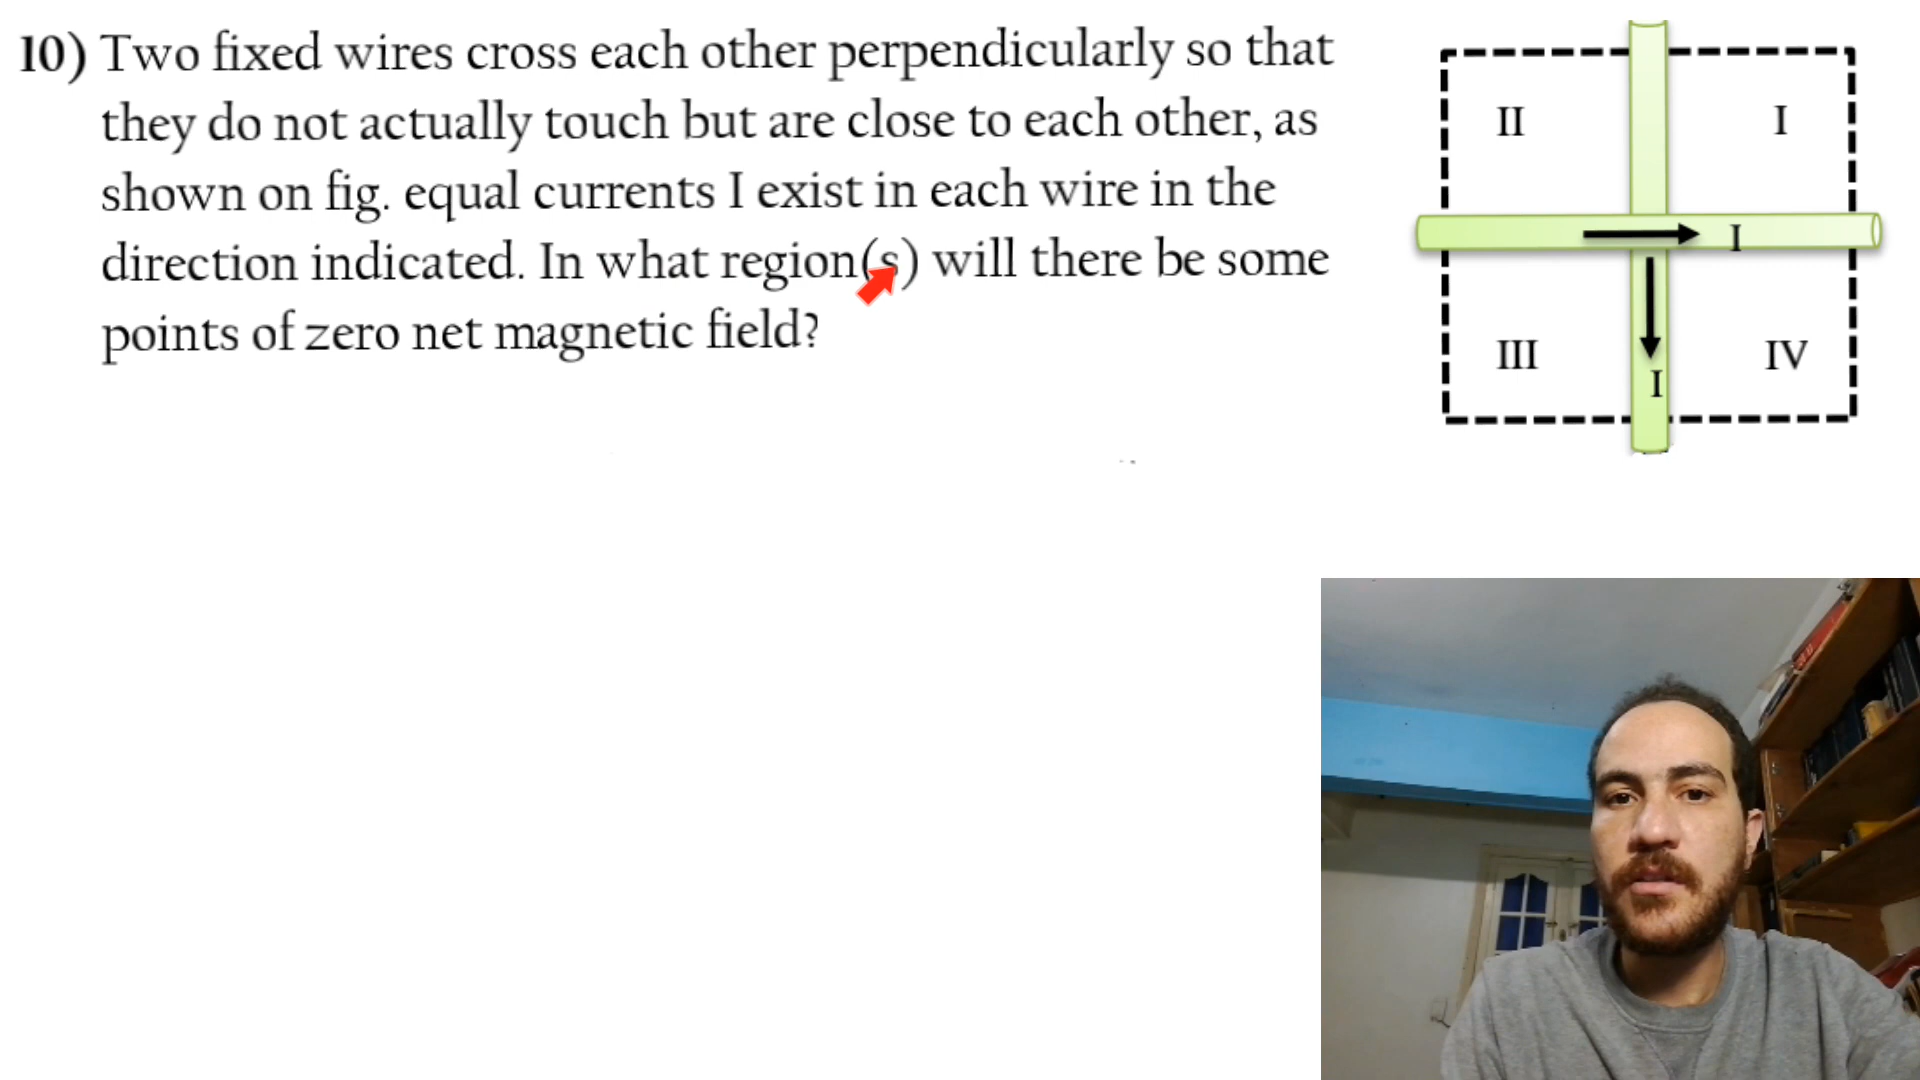 10) Two fixed wires cross each other perpendicularly so that
they do not actually touch but are close to each other, as
shown on fig. equal currents I exist in each wire in the
direction indicated. In what region(s) will there be some
points of zero net magnetic field?
II
I
I
III
IV
I